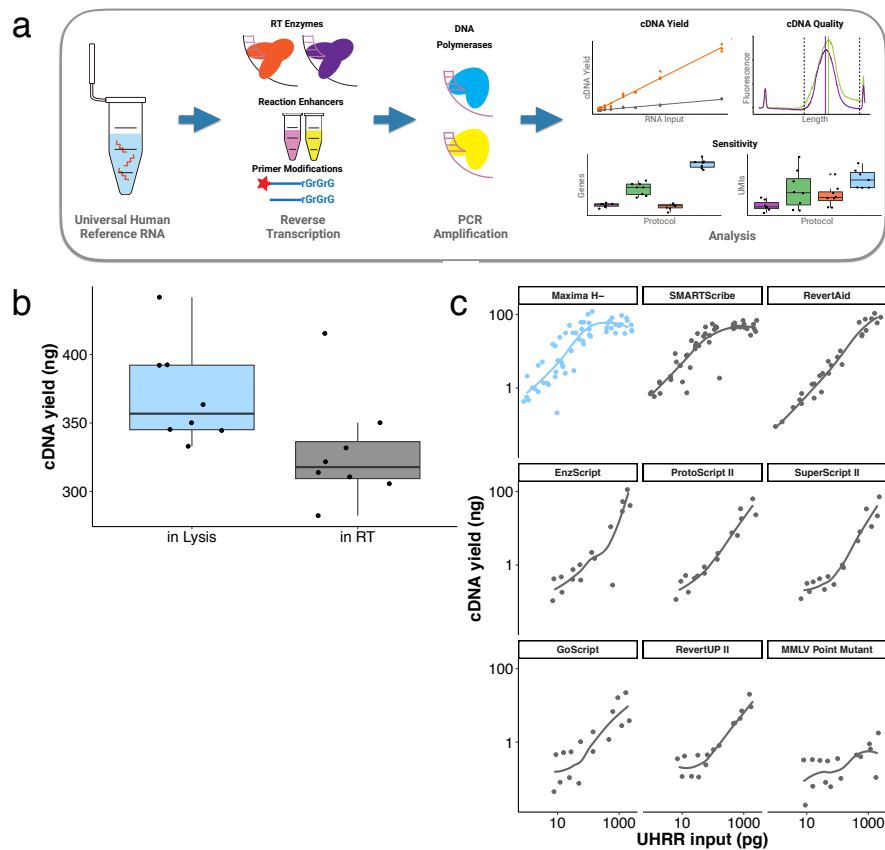 a
RT Enzymes
DNA
Polymerases
cDNA Yield
cDNA Quality
cDNA Yield
RNA Input
Fluorescence
Length
Reaction Enhancers
Primer Modifications
rGrGrG
rGrGrG
Sensitivity
Genes
Protocol
UMIs
Protocol
Universal Human
Reference RNA
Reverse
Transcription
PCR
Amplification
Analysis
b
cDNA yield (ng)
400
350
300
in Lysis
in RT
c
cDNA yield (ng)
Maxima H−
SMARTScribe
RevertAid
100
1
EnzScript
ProtoScript II
SuperScript II
100
1
GoScript
RevertUP II
MMLV Point Mutant
100
1
10
1000
10
1000
10
1000
UHRR input (pg)